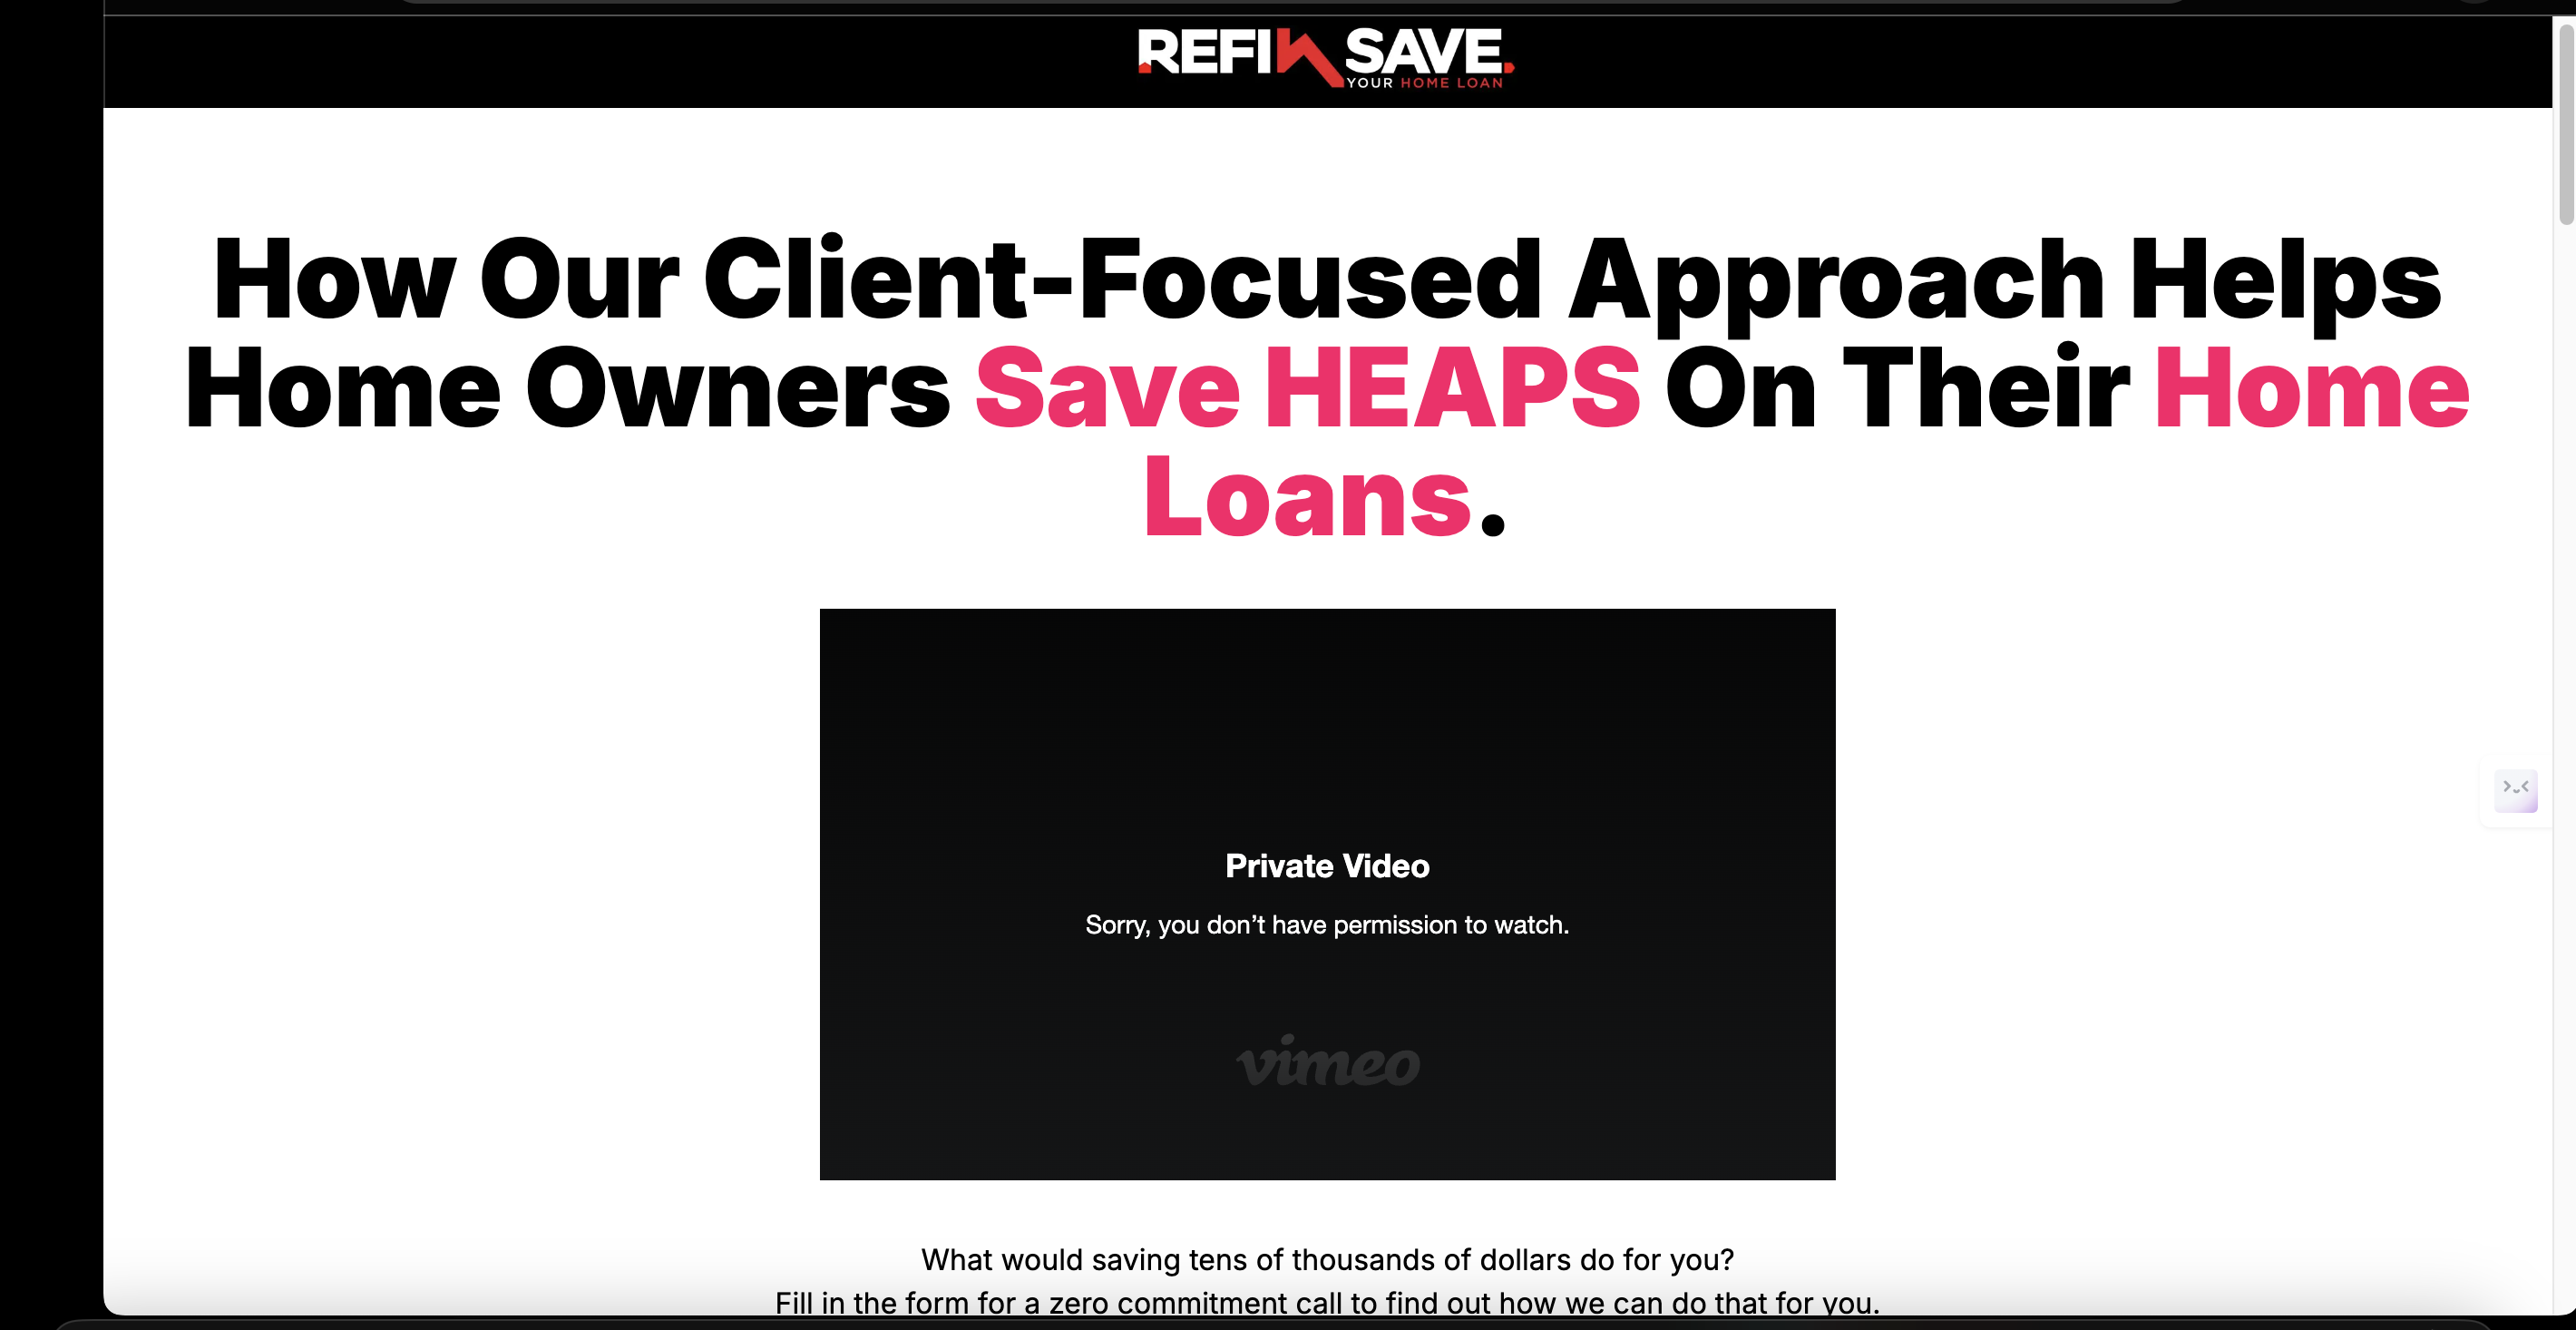 REFI SAVE.
YOUR HOME LOAN
How Our Client-Focused Approach Helps
Home Owners Save HEAPS On Their Home
Loans.
Private Video
Sorry, you don’t have permission to watch.
vimeo
What would saving tens of thousands of dollars do for you?
Fill in the form for a zero commitment call to find out how we can do that for you.